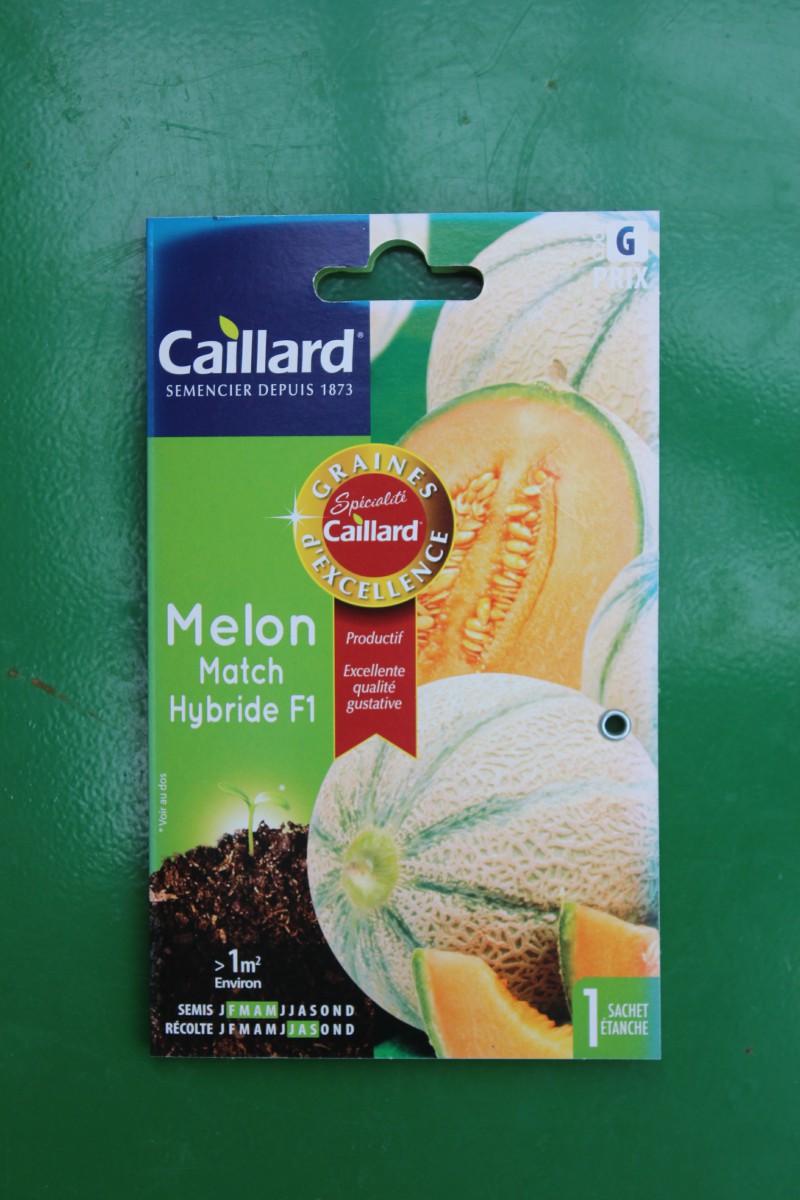 G
PRIX
Caillard®
SEMENCIER DEPUIS 1873
GRAINES
Spécialité
Caillard
d'EXCELLENCE
Melon
Match
Hybride F1
Productif
Excellente
qualité
gustative
* Voir au dos
> 1m²
Environ
SEMIS J F M A M J J A S O N D
RÉCOLTE J F M A M J J A S O N D
1 SACHET
ÉTANCHE